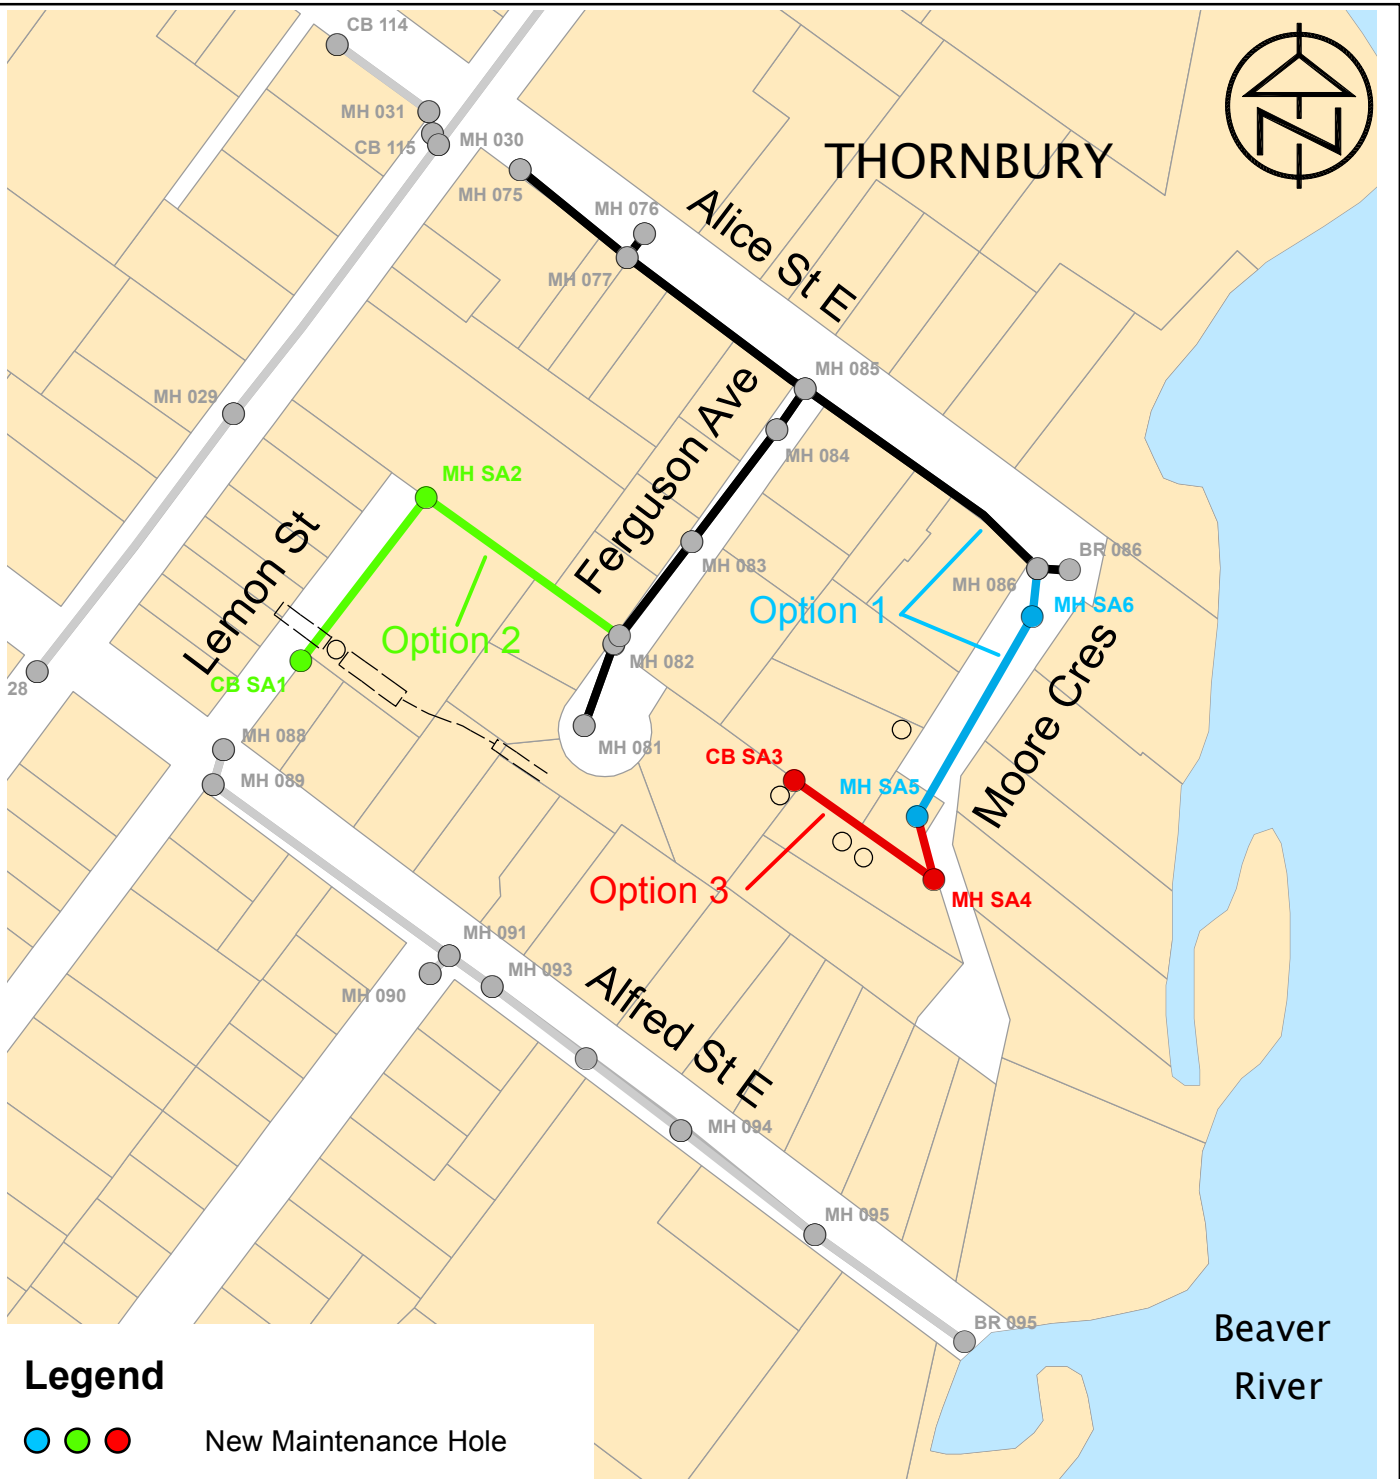 CB 114
MH 031
CB 115
MH 030
MH 075
THORNBURY
N
MH 076
Alice St E
MH 077
MH 085
MH 029
Ferguson Ave
MH 084
MH SA2
Lemon St
MH 083
BR 086
MH 086
Option 1
MH SA6
Option 2
MH 082
CB SA1
28
Moore Cres
MH 088
MH 081
CB SA3
MH 089
MH SA5
Option 3
MH SA4
MH 091
MH 093
MH 090
Alfred St E
MH 094
MH 095
BR 095
Beaver
River
Legend
New Maintenance Hole